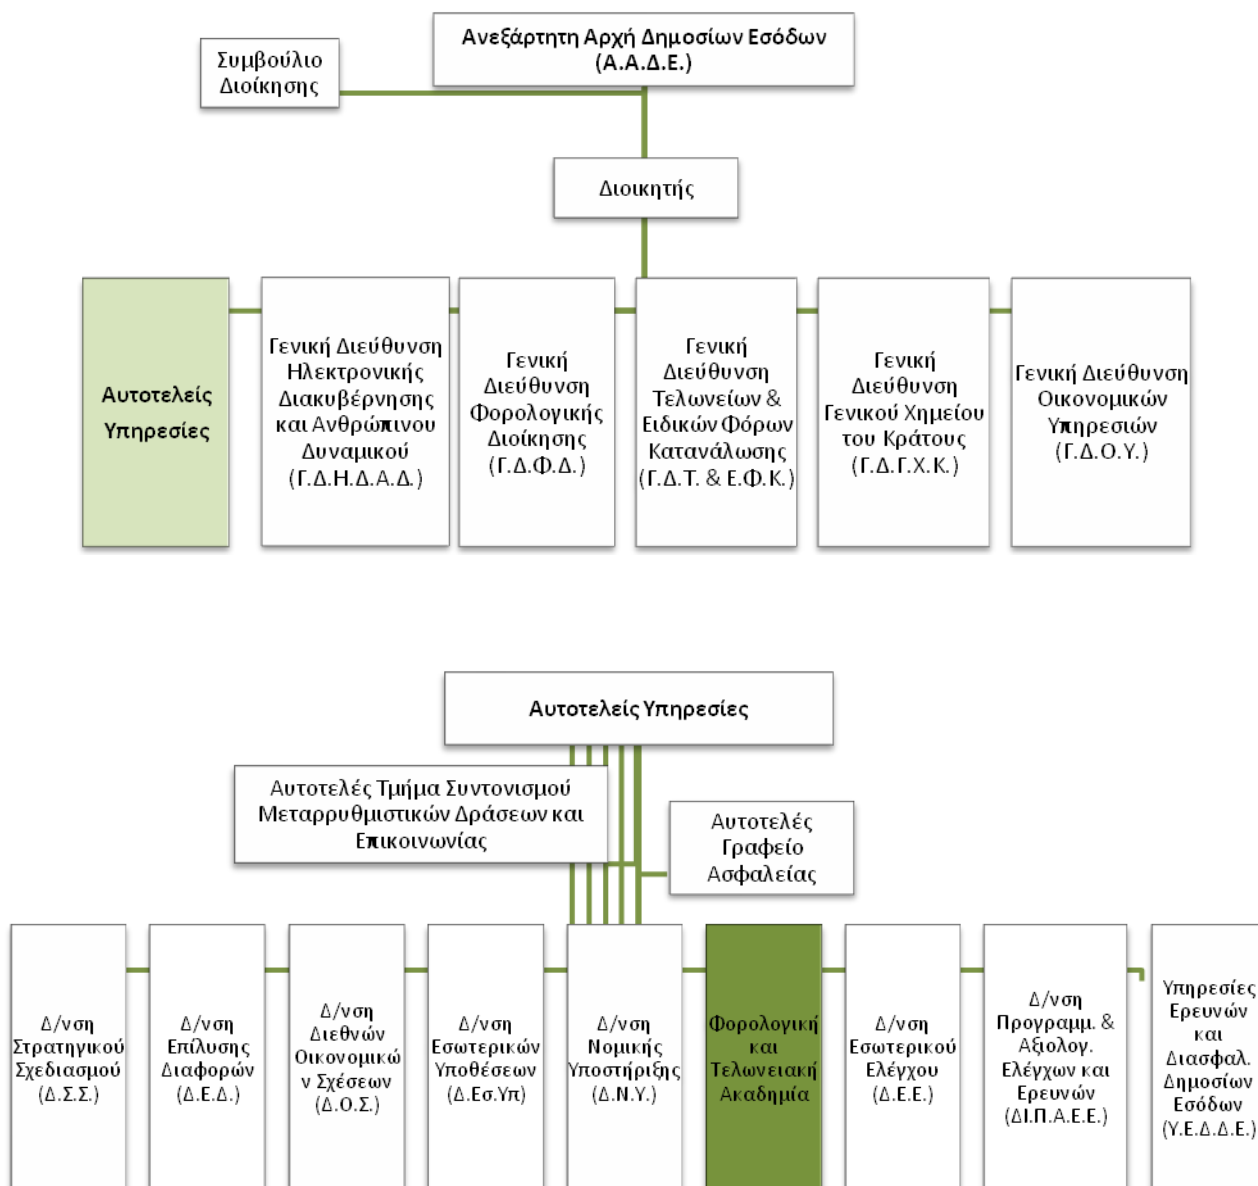 Ανεξάρτητη Αρχή Δημοσίων Εσόδων
(Α.Α.Δ.Ε.)
Συμβούλιο
Διοίκησης
Διοικητής
Αυτοτελείς
Υπηρεσίες
Γενική Διεύθυνση
Ηλεκτρονικής
Διακυβέρνησης
και Ανθρώπινου
Δυναμικού
(Γ.Δ.Η.Δ.Α.Δ.)
Γενική
Διεύθυνση
Φορολογικής
Διοίκησης
(Γ.Δ.Φ.Δ.)
Γενική
Διεύθυνση
Τελωνείων &
Ειδικών Φόρων
Κατανάλωσης
(Γ.Δ.Τ. & Ε.Φ.Κ.)
Γενική
Διεύθυνση
Γενικού Χημείου
του Κράτους
(Γ.Δ.Γ.Χ.Κ.)
Γενική Διεύθυνση
Οικονομικών
Υπηρεσιών
(Γ.Δ.Ο.Υ.)
Αυτοτελείς Υπηρεσίες
Αυτοτελές Τμήμα Συντονισμού
Μεταρρυθμιστικών Δράσεων και
Επικοινωνίας
Αυτοτελές
Γραφείο
Ασφαλείας
Δ/νση
Στρατηγικού
Σχεδιασμού
(Δ.Σ.Σ.)
Δ/νση
Επίλυσης
Διαφορών
(Δ.Ε.Δ.)
Δ/νση
Διεθνών
Οικονομικώ
ν Σχέσεων
(Δ.Ο.Σ.)
Δ/νση
Εσωτερικών
Υποθέσεων
(Δ.Εσ.Υπ)
Δ/νση
Νομικής
Υποστήριξης
(Δ.Ν.Υ.)
Φορολογική
και
Τελωνειακή
Ακαδημία
Δ/νση
Εσωτερικού
Ελέγχου
(Δ.Ε.Ε.)
Δ/νση
Προγραμμ. &
Αξιολογ.
Ελέγχων και
Ερευνών
(ΔΙ.Π.Α.Ε.Ε.)
Υπηρεσίες
Ερευνών
και
Διασφαλ.
Δημοσίων
Εσόδων
(Υ.Ε.Δ.Δ.Ε.)